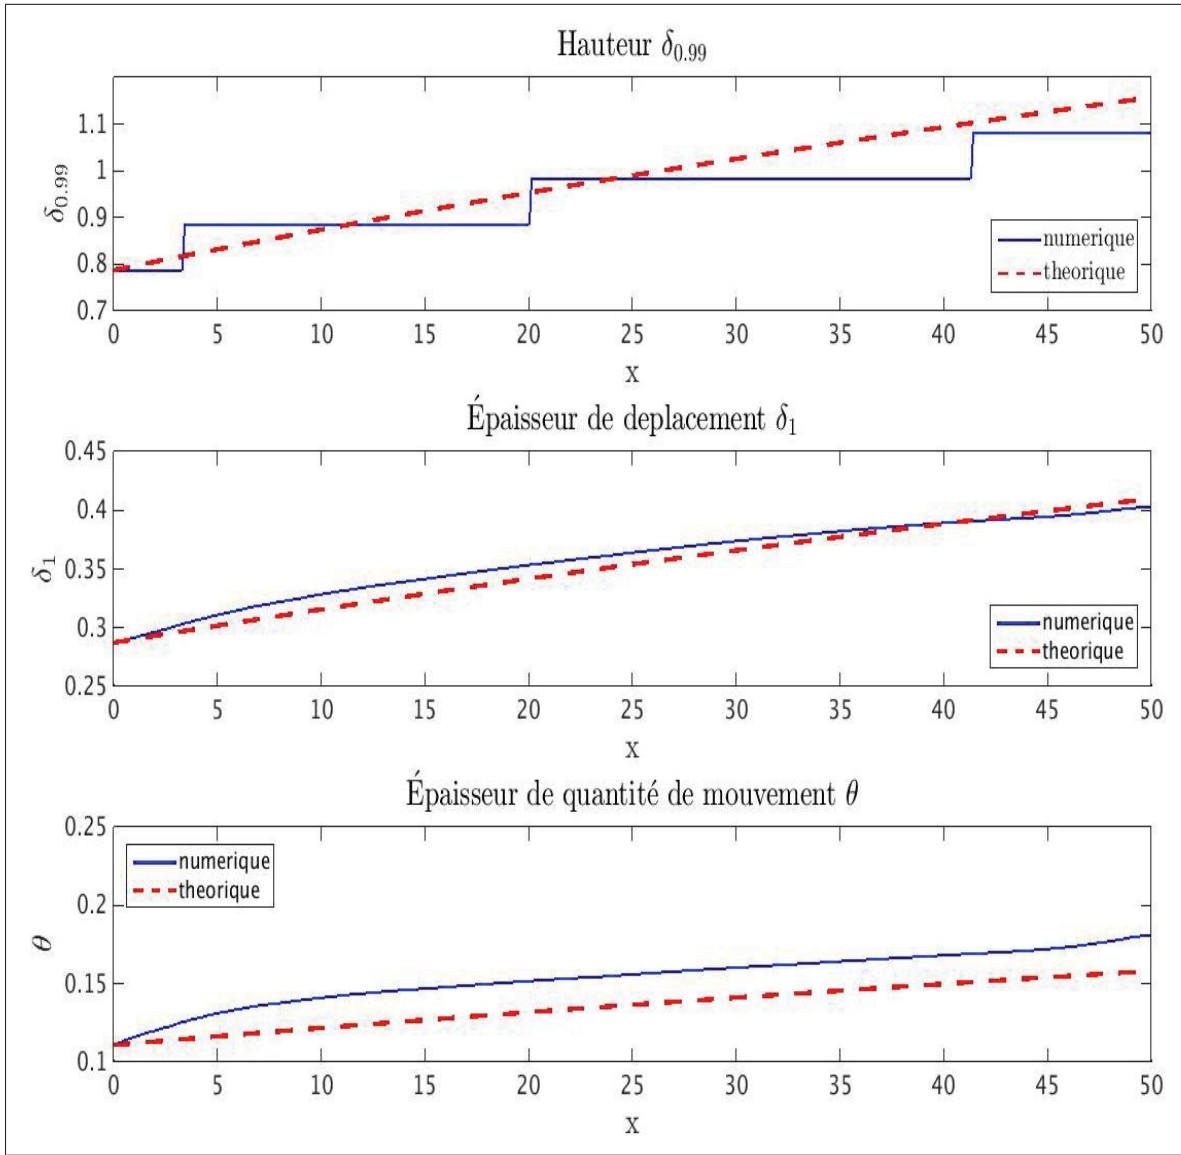 Hauteur δ0.99
δ0.99
1.1
1
0.9
0.8
0.7
numerique
theorique
0 5 10 15 20 25 30 35 40 45 50
x
Épaisseur de deplacement δ1
δ1
0.45
0.4
0.35
0.3
0.25
numerique
theorique
0 5 10 15 20 25 30 35 40 45 50
x
Épaisseur de quantité de mouvement θ
θ
0.25
0.2
0.15
0.1
numerique
theorique
0 5 10 15 20 25 30 35 40 45 50
x